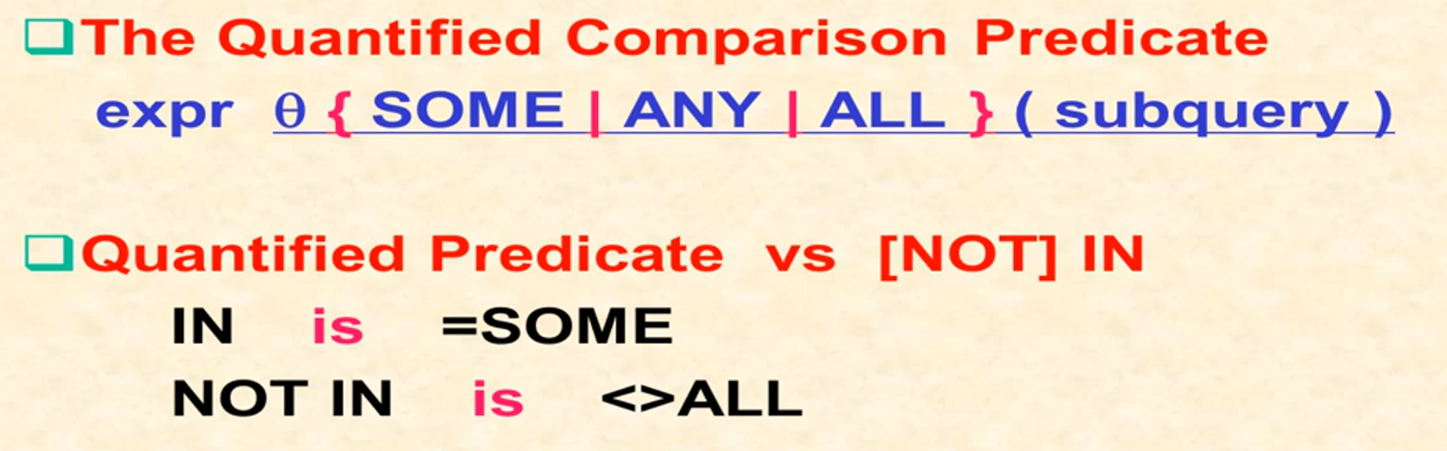 ❑The Quantified Comparison Predicate
expr θ { SOME | ANY | ALL } ( subquery )
❑Quantified Predicate vs [NOT] IN
IN is =SOME
NOT IN is <>ALL